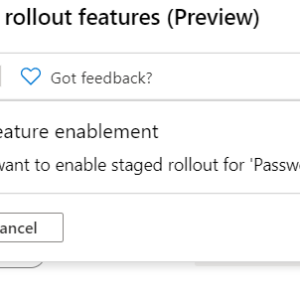 rollout features (Preview)
Got feedback?
eature enablement
want to enable staged rollout for 'Passw
ancel